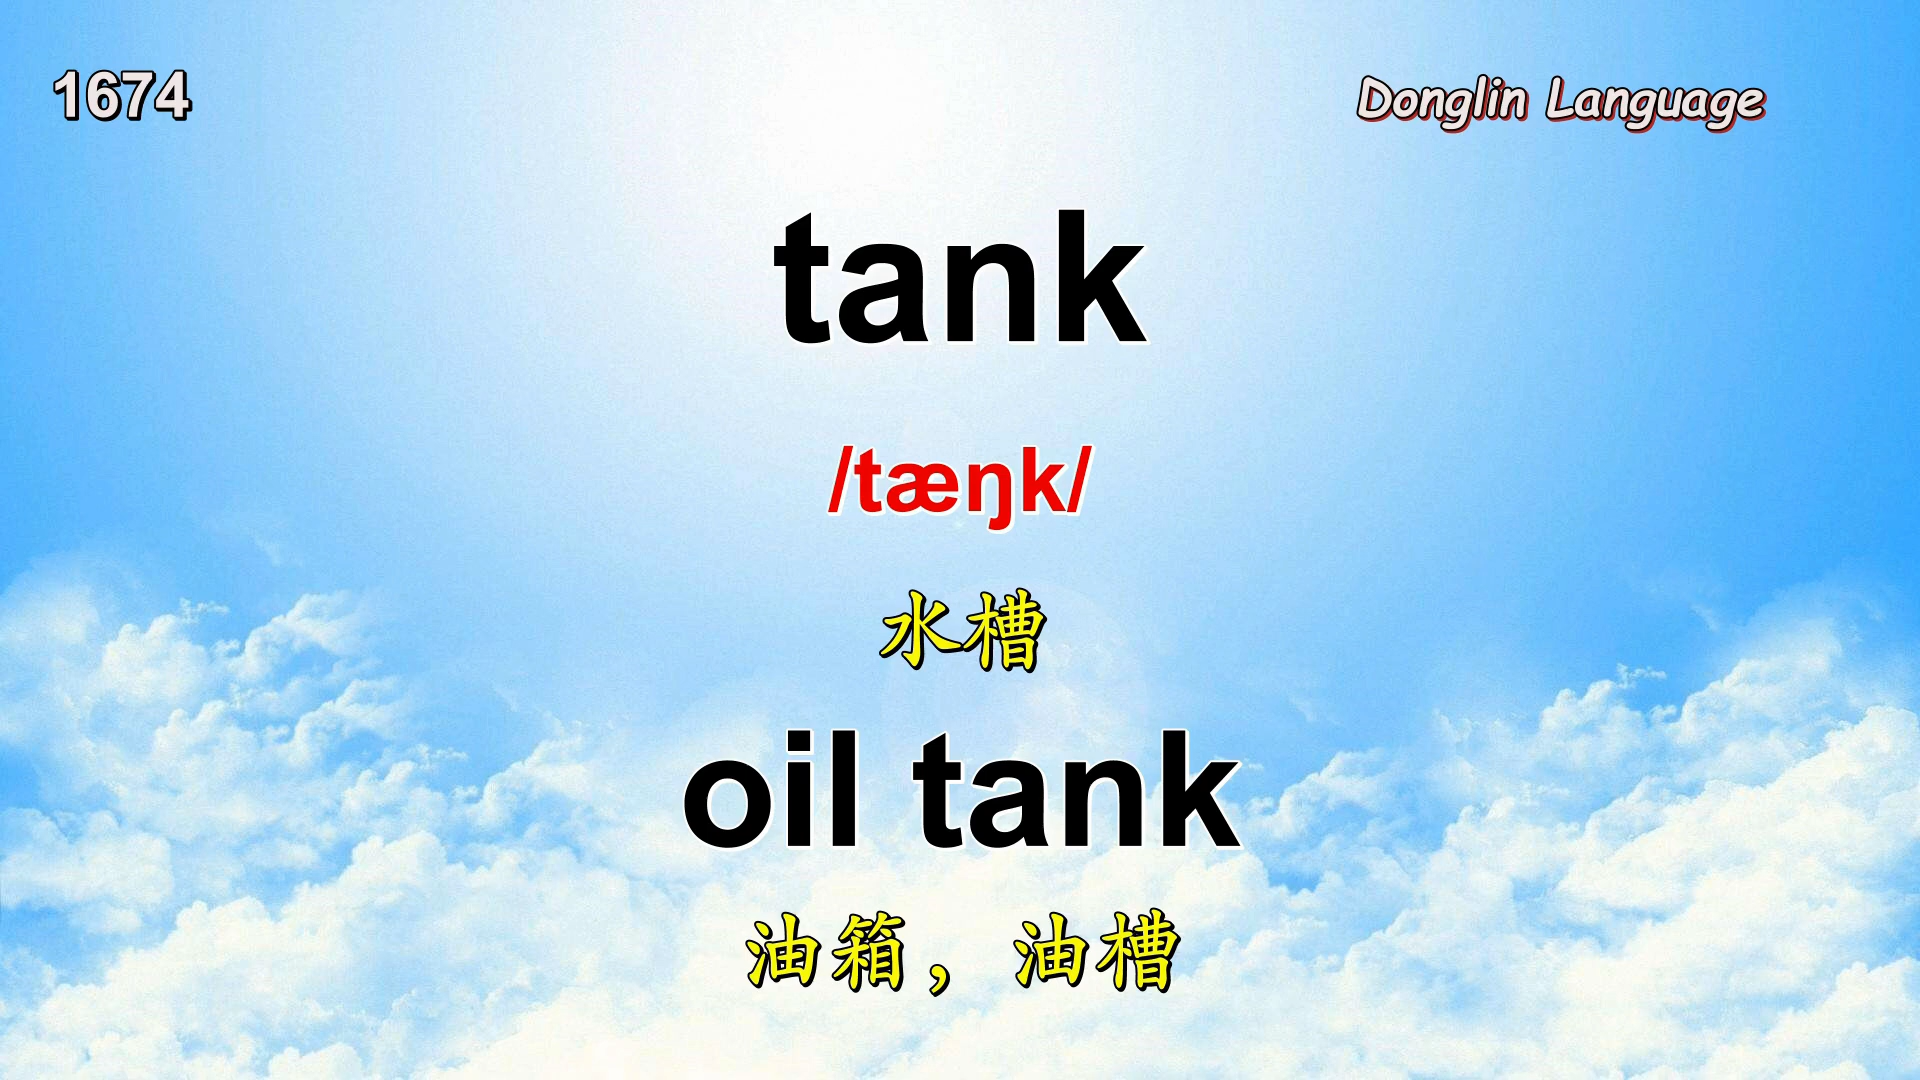 1674
Donglin Language
tank
/tæŋk/
水槽
oil tank
油箱，油槽